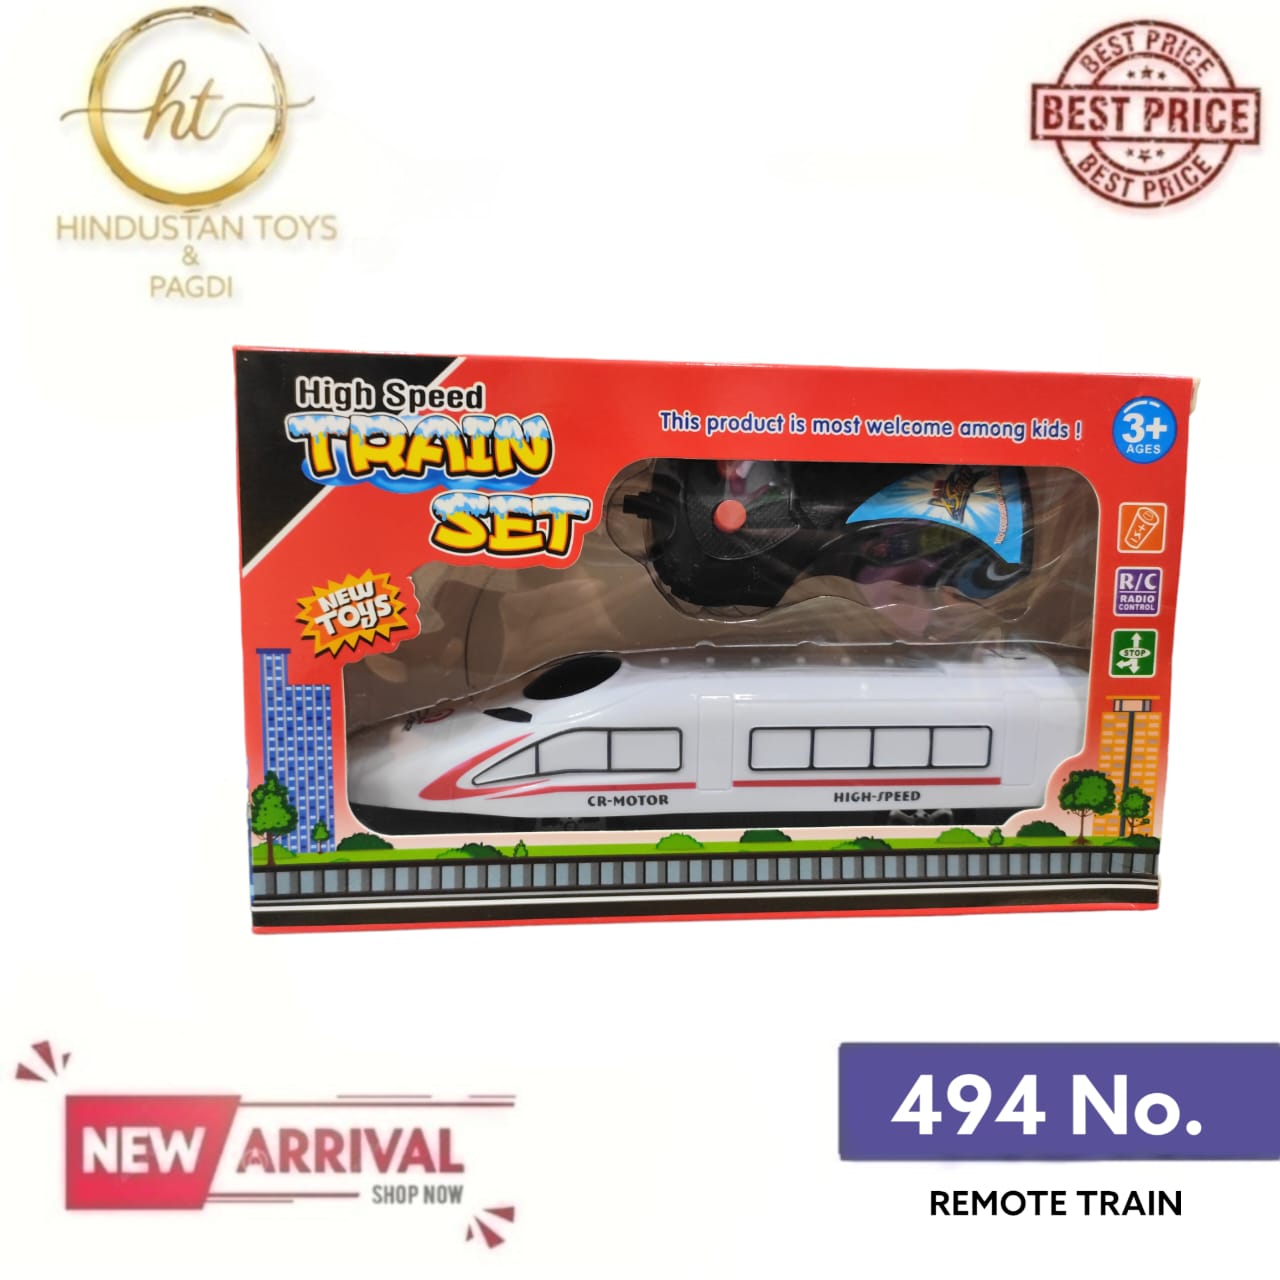 ht
HINDUSTAN TOYS
&
PAGDI
BEST PRICE
BEST PRICE
BEST PRICE
High Speed
TRAIN
SET
This product is most welcome among kids !
3+
AGES
NEW
TOYS
R/C
RADIO
CONTROL
STOP
CR-MOTOR
HIGH-SPEED
NEW ARRIVAL
SHOP NOW
494 No.
REMOTE TRAIN